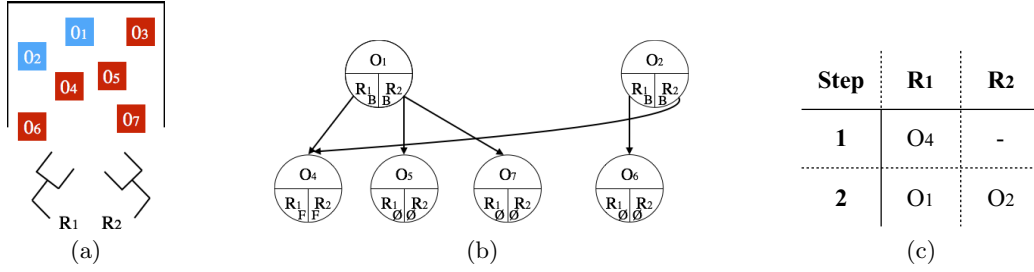 O1
O3
O2
O5
O4
O6
O7
R1 R2
(a)
O1
R1 R2
B B
O2
R1 R2
B B
O4
R1 R2
F F
O5
R1 R2
Ø Ø
O7
R1 R2
Ø Ø
O6
R1 R2
Ø Ø
(b)
Step R1 R2
1 O4 -
2 O1 O2
(c)